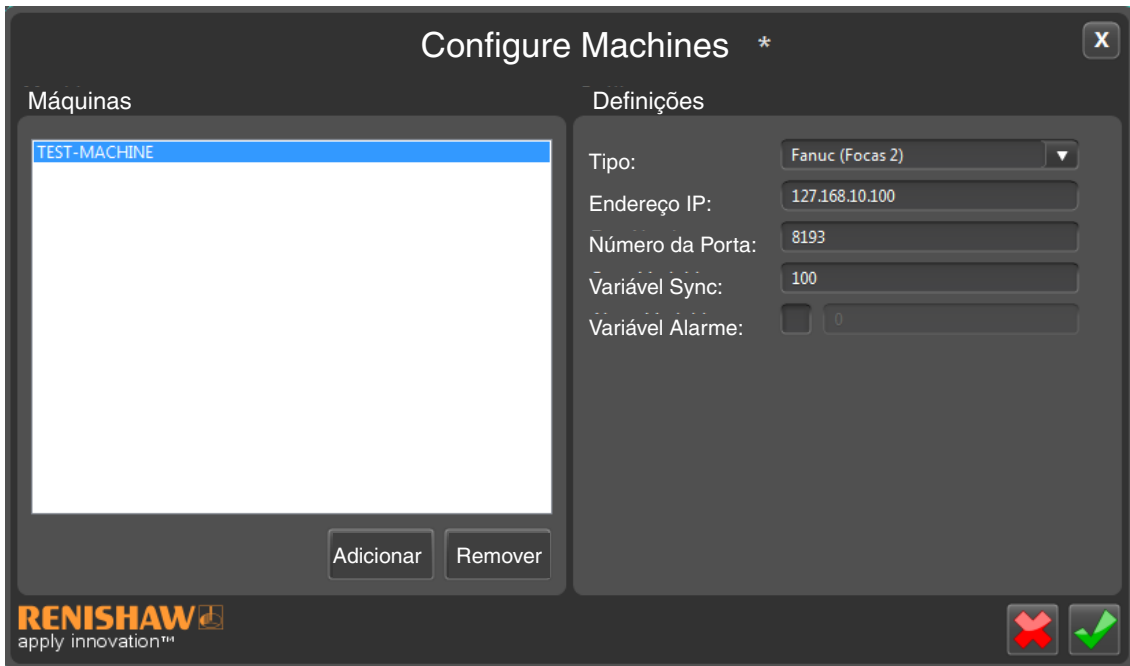 Configure Machines *
X
Máquinas
Definições
TEST-MACHINE
Tipo:
Fanuc (Focas 2)
Endereço IP:
127.168.10.100
Número da Porta:
8193
Variável Sync:
100
Variável Alarme:
0
Adicionar
Remover
RENISHAW
apply innovation™